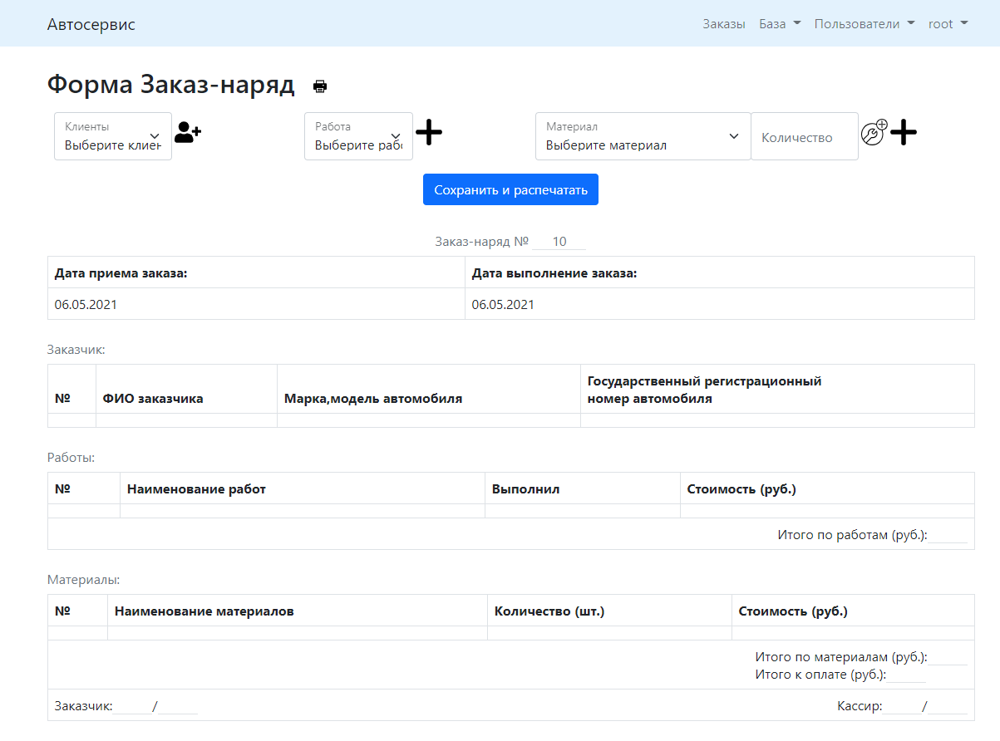 Автосервис Заказы База Пользователи root
Форма Заказ-наряд
Клиенты Работа Материал
Выберите клиен Выберите раб Выберите материал Количество
Сохранить и распечатать
Заказ-наряд № 10
Дата приема заказа: Дата выполнение заказа:
06.05.2021 06.05.2021
Заказчик:
№ ФИО заказчика Марка,модель автомобиля Государственный регистрационный
номер автомобиля
Работы:
№ Наименование работ Выполнил Стоимость (руб.)
Итого по работам (руб.):
Материалы:
№ Наименование материалов Количество (шт.) Стоимость (руб.)
Итого по материалам (руб.):
Итого к оплате (руб.):
Заказчик: / Кассир: /